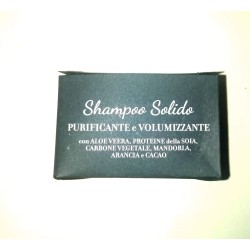 Shampoo Solido
PURIFICANTE e VOLUMIZZANTE
con ALOE VEERA, PROTEINE della SOIA,
CARBONE VEGETALE, MANDORLA,
ARANCIA e CACAO